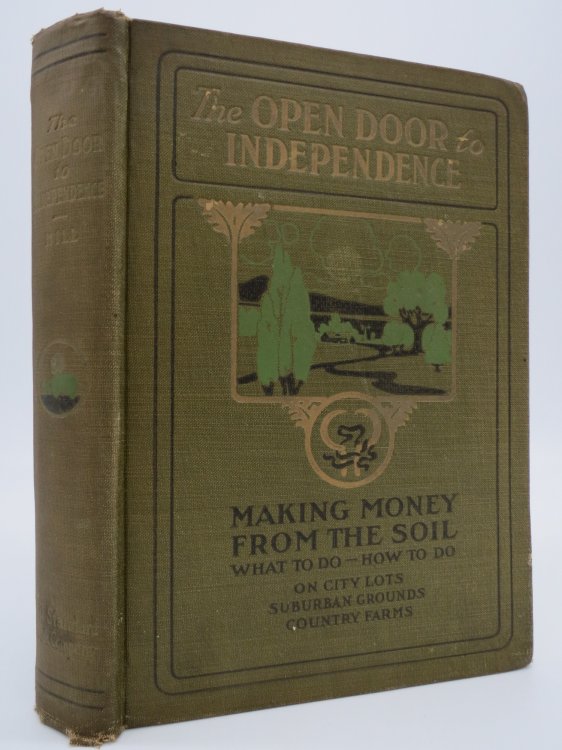 The
OPEN DOOR
to
INDEPENDENCE
HILL
The OPEN DOOR to
INDEPENDENCE
MAKING MONEY
FROM THE SOIL
WHAT TO DO — HOW TO DO
ON CITY LOTS
SUBURBAN GROUNDS
COUNTRY FARMS